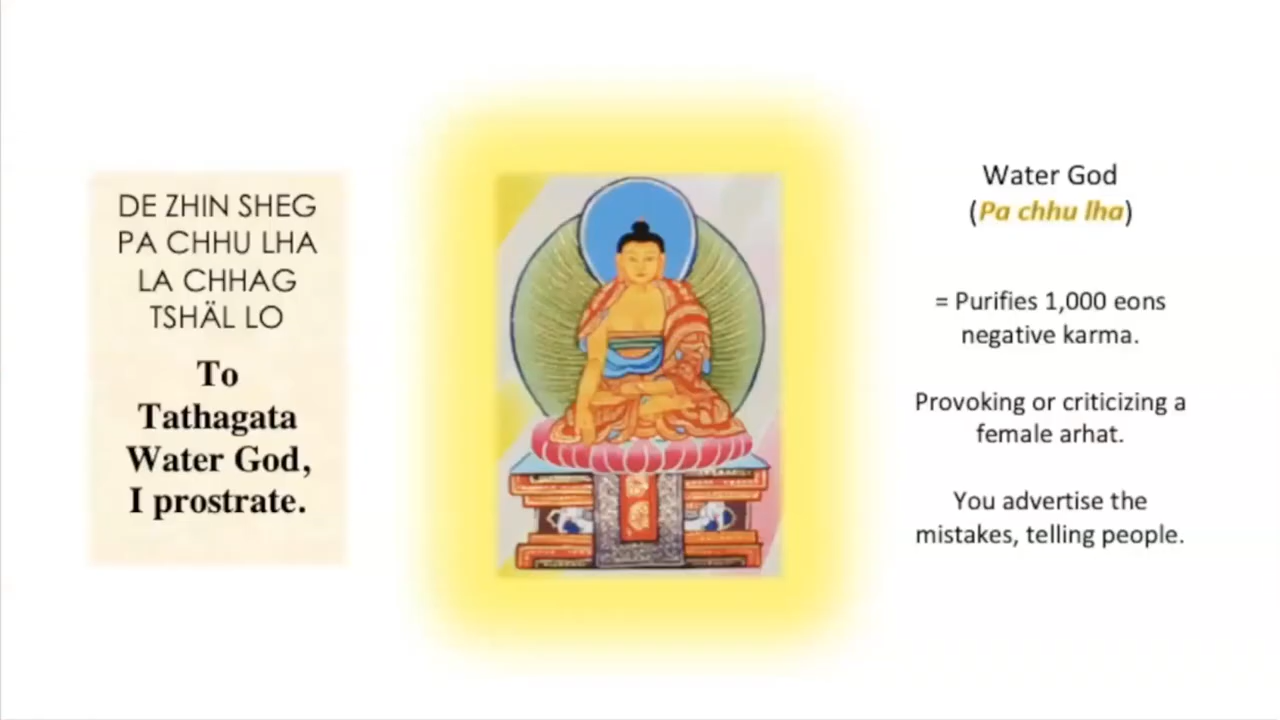 DE ZHIN SHEG
PA CHHU LHA
LA CHHAG
TSHÄL LO
To
Tathagata
Water God,
I prostrate.
Water God
(Pa chhu lha)
= Purifies 1,000 eons
negative karma.
Provoking or criticizing a
female arhat.
You advertise the
mistakes, telling people.